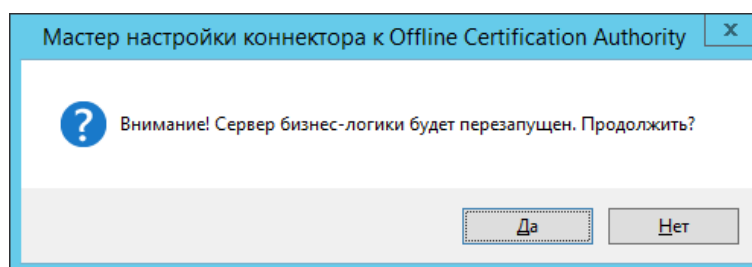 Мастер настройки коннектора к Offline Certification Authority
Внимание! Сервер бизнес-логики будет перезапущен. Продолжить?
Да
Нет